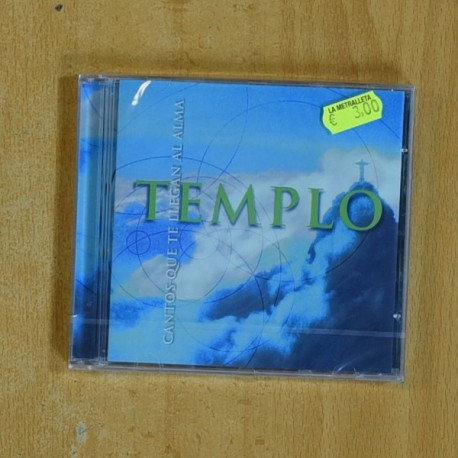 LA METRALLETA
€ 3.00
TEMPLO
CANTOS QUE TE LLEGAN AL ALMA